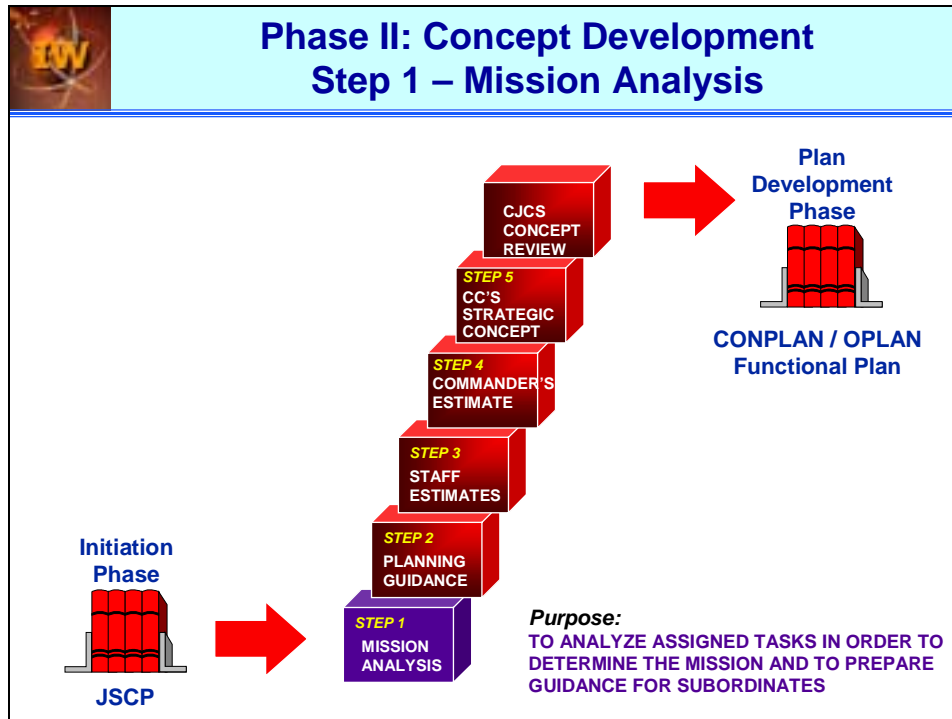 IW
Phase II: Concept Development
Step 1 – Mission Analysis
Plan
Development
Phase
CONPLAN / OPLAN
Functional Plan
CJCS
CONCEPT
REVIEW
STEP 5
CC'S
STRATEGIC
CONCEPT
STEP 4
COMMANDER'S
ESTIMATE
STEP 3
STAFF
ESTIMATES
STEP 2
PLANNING
GUIDANCE
STEP 1
MISSION
ANALYSIS
Initiation
Phase
JSCP
Purpose:
TO ANALYZE ASSIGNED TASKS IN ORDER TO
DETERMINE THE MISSION AND TO PREPARE
GUIDANCE FOR SUBORDINATES